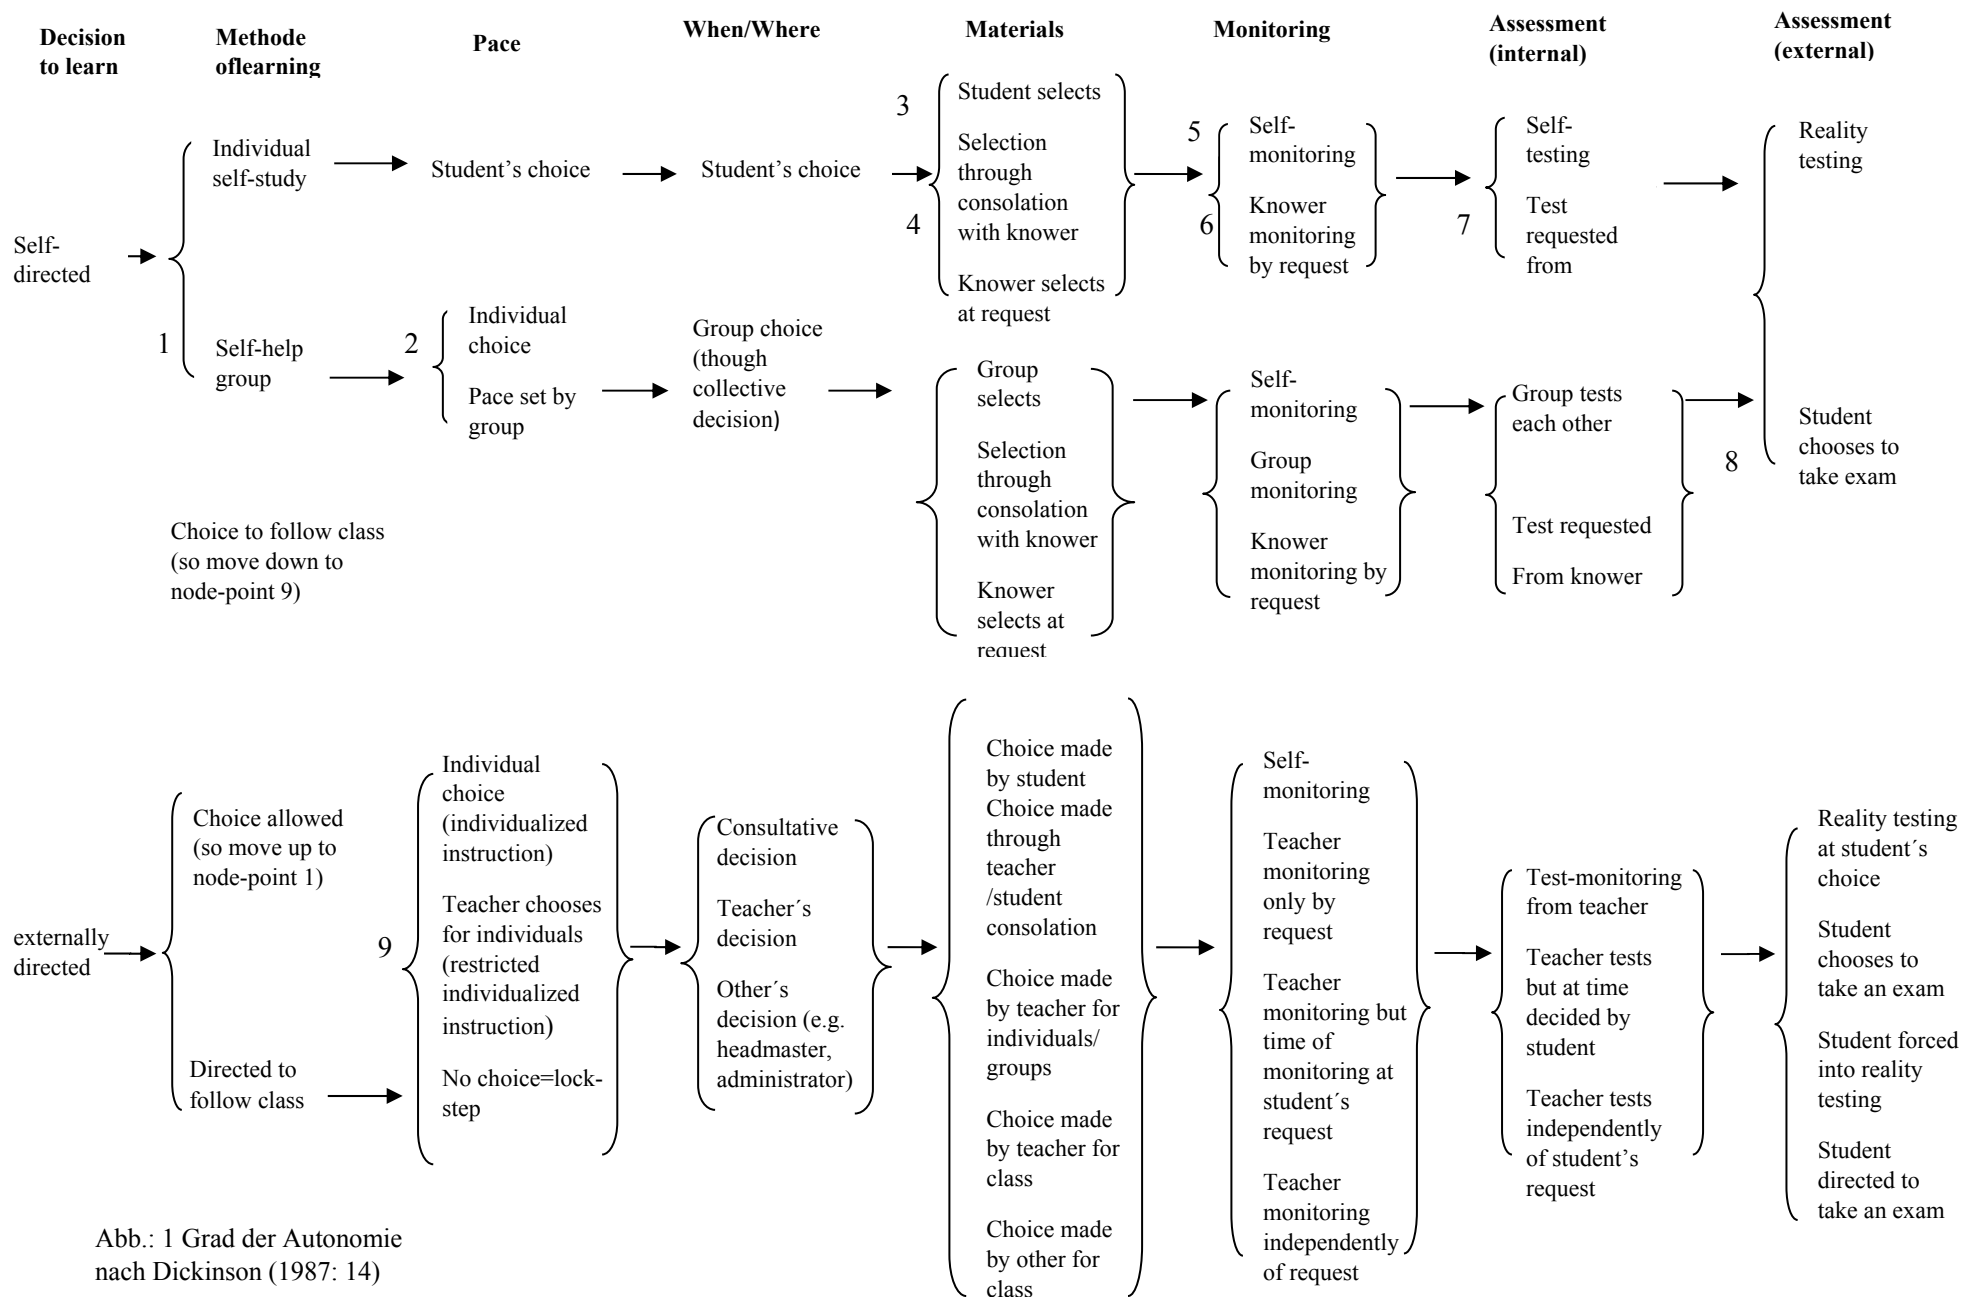 Decision
to learn
Methode
oflearning
Pace
When/Where
Materials
Monitoring
Assessment
(internal)
Assessment
(external)
Self-
directed
1
Individual
self-study
Student’s choice
Student’s choice
3
4
Student selects
Selection
through
consolation
with knower
Knower selects
at request
5
6
Self-
monitoring
Knower
monitoring
by request
7
Self-
testing
Test
requested
from
Reality
testing
Self-help
group
2
Individual
choice
Pace set by
group
Group choice
(though
collective
decision)
Group
selects
Selection
through
consolation
with knower
Knower
selects at
request
Self-
monitoring
Group
monitoring
Knower
monitoring by
request
Group tests
each other
Test requested
From knower
8
Student
chooses to
take exam
Choice to follow class
(so move down to
node-point 9)
externally
directed
Choice allowed
(so move up to
node-point 1)
Directed to
follow class
9
Individual
choice
(individualized
instruction)
Teacher chooses
for individuals
(restricted
individualized
instruction)
No choice=lock-
step
Consultative
decision
Teacher´s
decision
Other´s
decision (e.g.
headmaster,
administrator)
Choice made
by student
Choice made
through
teacher
/student
consolation
Choice made
by teacher for
individuals/
groups
Choice made
by teacher for
class
Choice made
by other for
class
Self-
monitoring
Teacher
monitoring
only by
request
Teacher
monitoring but
time of
monitoring at
student´s
request
Teacher
monitoring
independently
of request
Test-monitoring
from teacher
Teacher tests
but at time
decided by
student
Teacher tests
independently
of student’s
request
Reality testing
at student´s
choice
Student
chooses to
take an exam
Student forced
into reality
testing
Student
directed to
take an exam
Abb.: 1 Grad der Autonomie
nach Dickinson (1987: 14)